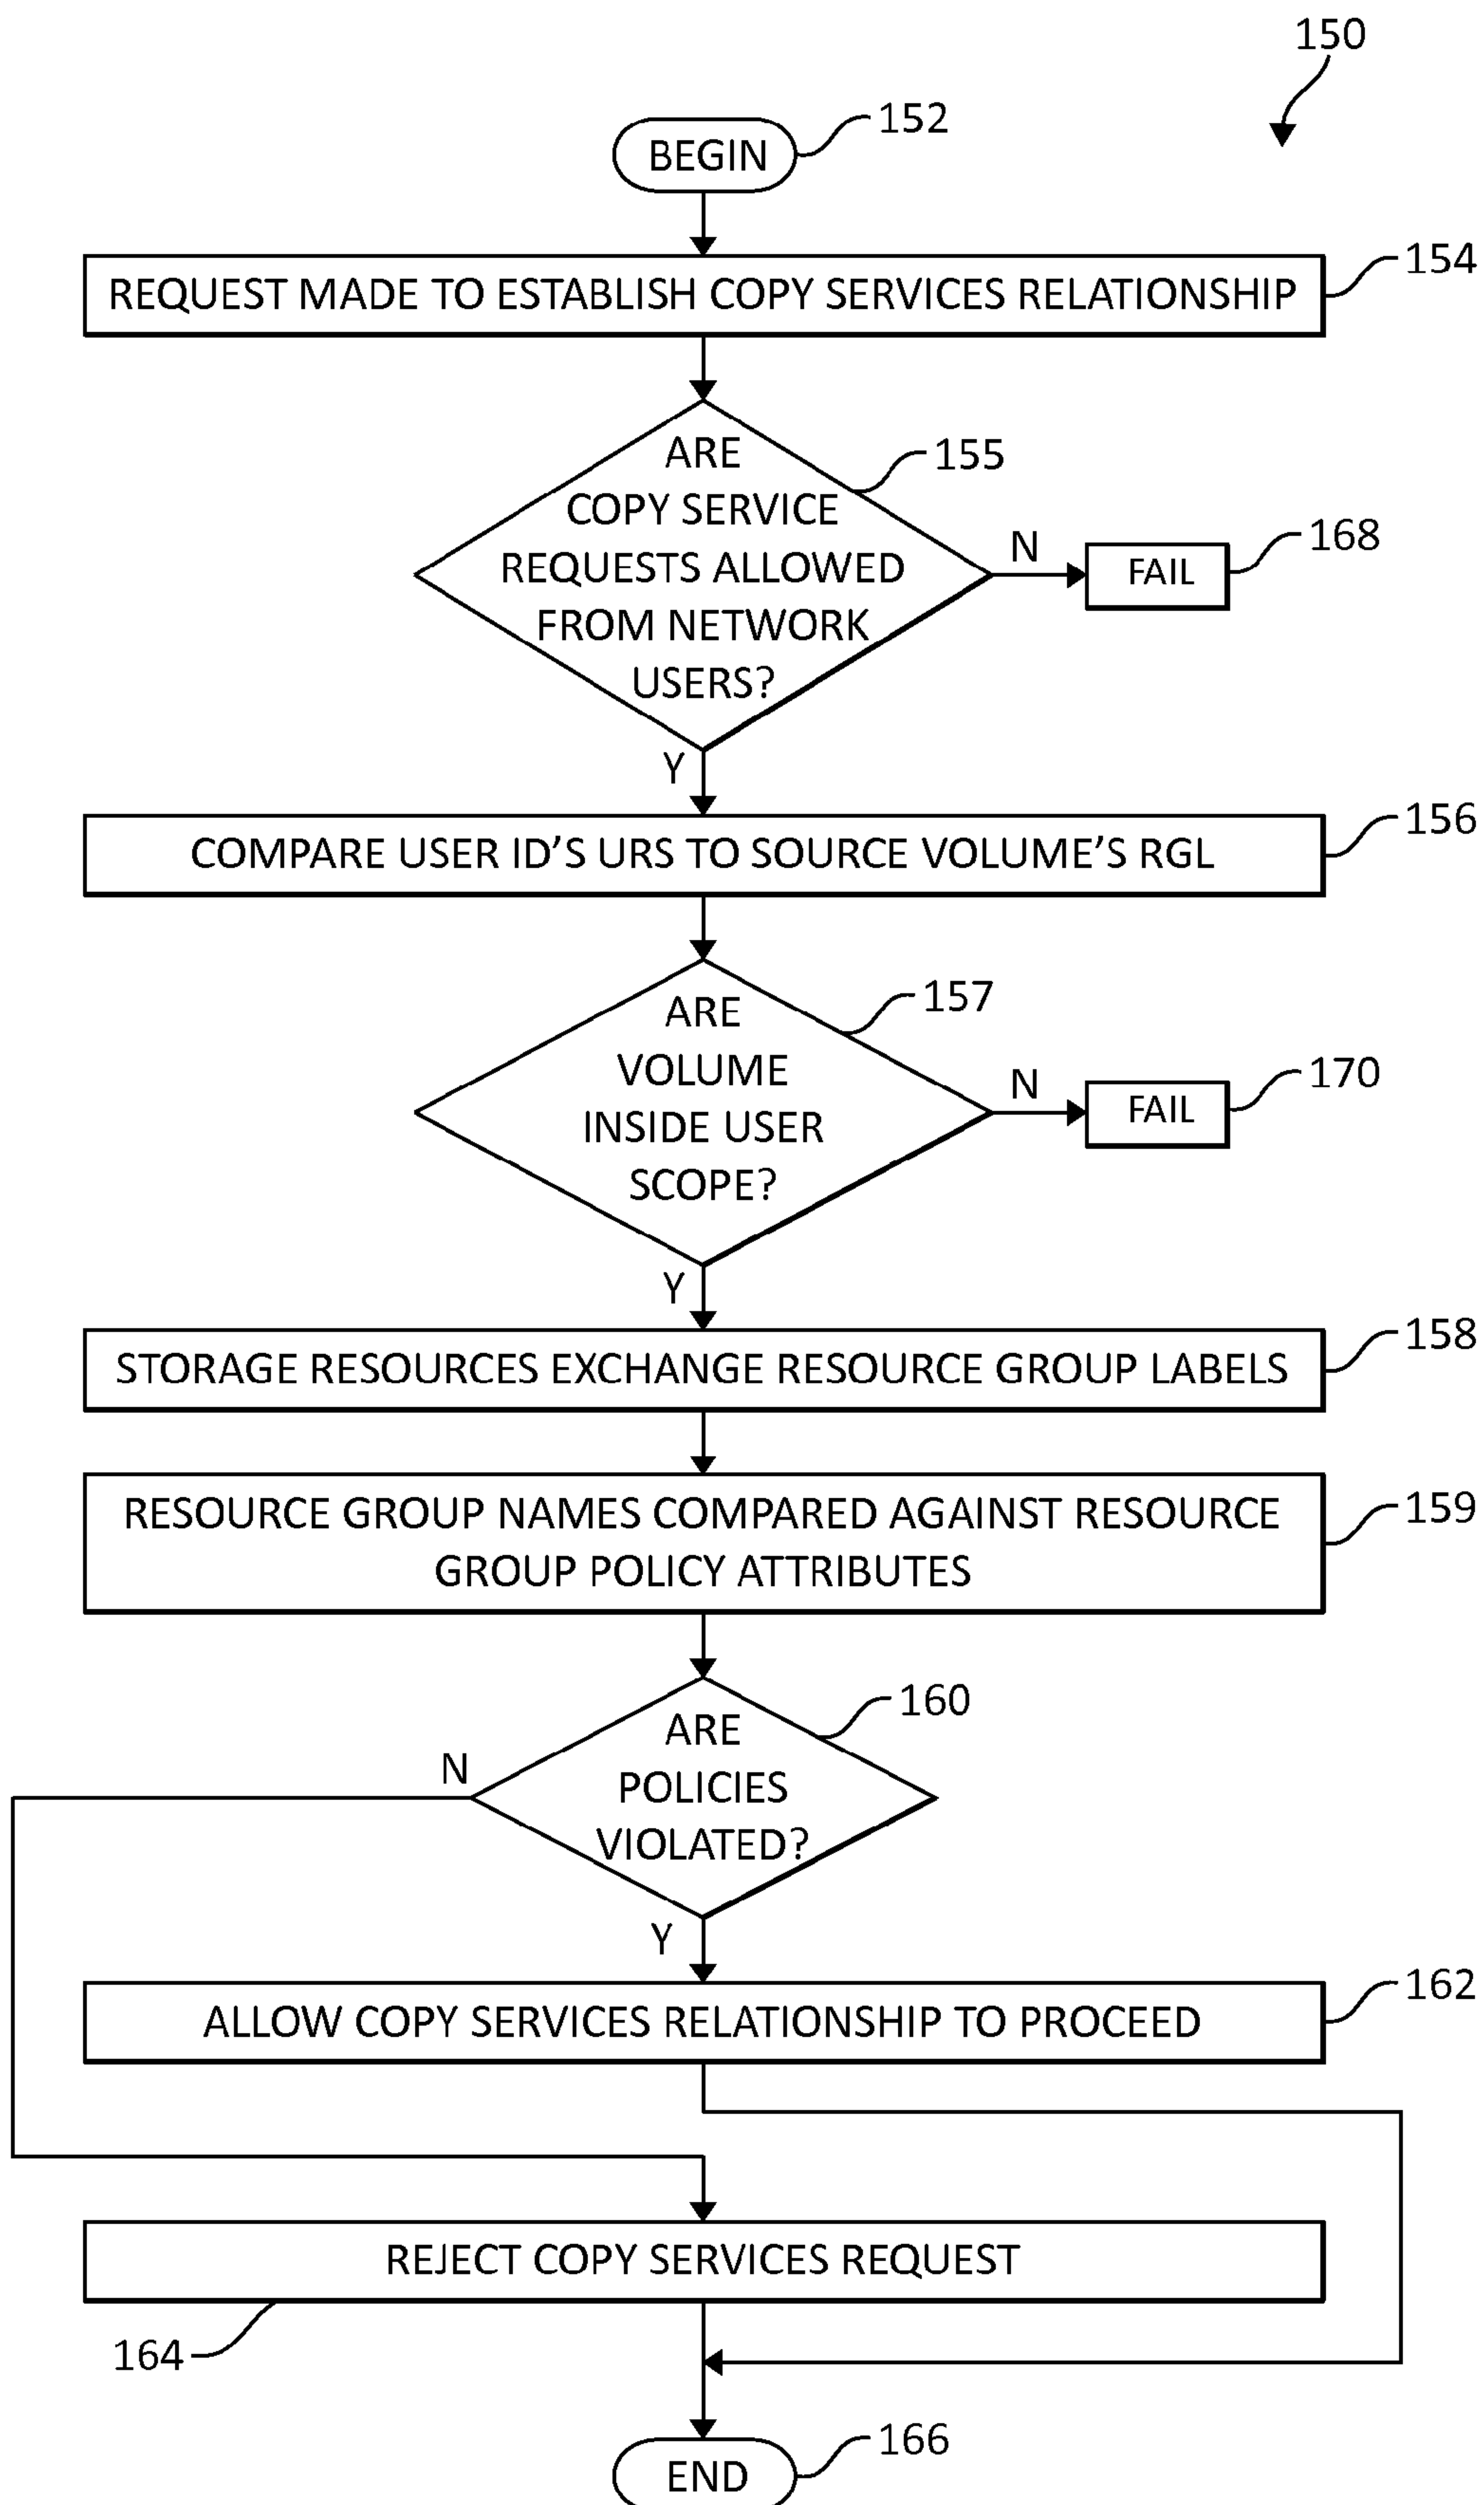 150
BEGIN
152
REQUEST MADE TO ESTABLISH COPY SERVICES RELATIONSHIP
154
ARE
COPY SERVICE
REQUESTS ALLOWED
FROM NETWORK
USERS?
155
N
FAIL
168
Y
COMPARE USER ID'S URS TO SOURCE VOLUME'S RGL
156
ARE
VOLUME
INSIDE USER
SCOPE?
157
N
FAIL
170
Y
STORAGE RESOURCES EXCHANGE RESOURCE GROUP LABELS
158
RESOURCE GROUP NAMES COMPARED AGAINST RESOURCE
GROUP POLICY ATTRIBUTES
159
ARE
POLICIES
VIOLATED?
160
N
Y
ALLOW COPY SERVICES RELATIONSHIP TO PROCEED
162
REJECT COPY SERVICES REQUEST
164
END
166